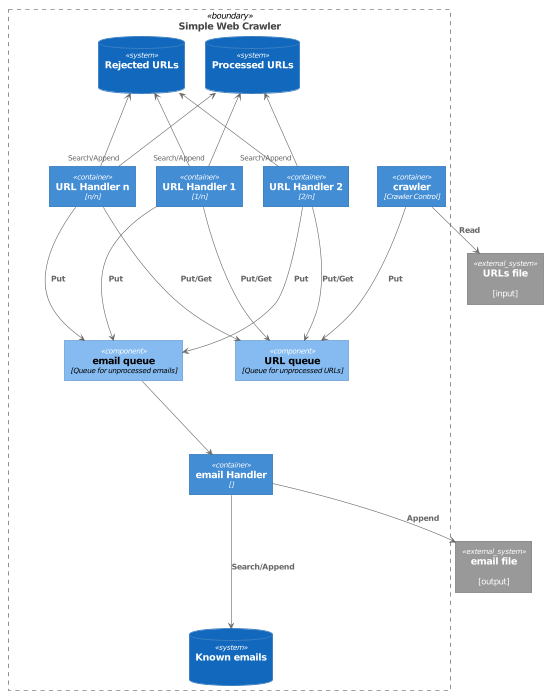 «boundary»
Simple Web Crawler
«system»
Rejected URLs
«system»
Processed URLs
Search/Append
Search/Append
Search/Append
«container»
URL Handler n
[n/n]
«container»
URL Handler 1
[1/n]
«container»
URL Handler 2
[2/n]
«container»
crawler
[Crawler Control]
Read
«external_system»
URLs file
[input]
Put
Put
Put/Get
Put/Get
Put
Put/Get
Put
«component»
email queue
[Queue for unprocessed emails]
«component»
URL queue
[Queue for unprocessed URLs]
«container»
email Handler
[]
Append
«external_system»
email file
[output]
Search/Append
«system»
Known emails